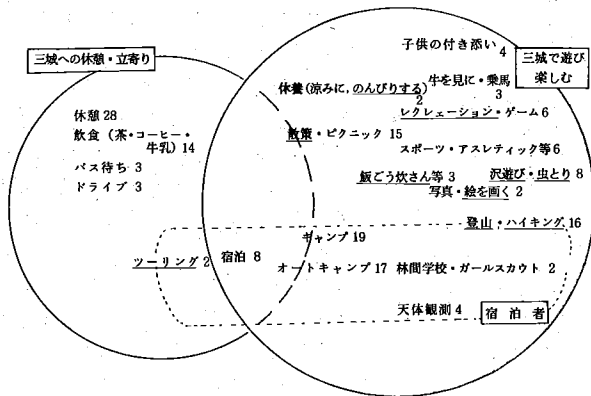 三城への休憩・立寄り
休憩 28
飲食（茶・コーヒー・
牛乳）14
バス待ち 3
ドライブ 3
子供の付き添い 4
三城で遊び
楽しむ
休養(涼みに,のんびりする)
2
牛を見に・乗馬
3
レクレェーション・ゲーム 6
散策・ピクニック 15
スポーツ・アスレティック等 6
飯ごう炊さん等 3
沢遊び・虫とり 8
写真・絵を画く 2
登山・ハイキング 16
キャンプ 19
ツーリング 2
宿泊 8
オートキャンプ 17
林間学校・ガールスカウト 2
天体観測 4
宿泊者